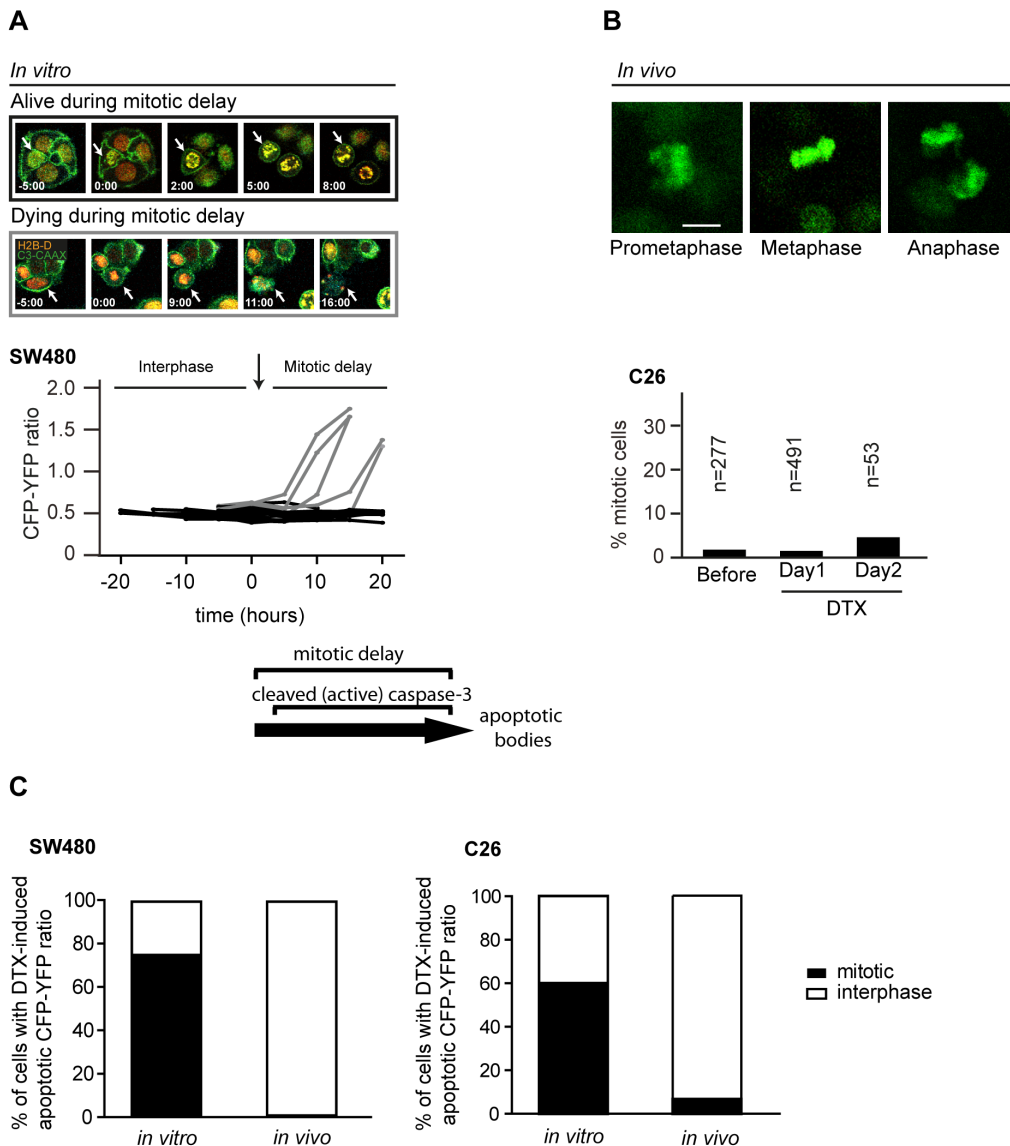 A
In vitro
Alive during mitotic delay
-5:00 0:00 2:00 5:00 8:00
Dying during mitotic delay
H2B-D
C3-CAAX
-5:00 0:00 9:00 11:00 16:00
SW480
Interphase Mitotic delay
CFP-YFP ratio
2.0
1.5
1.0
0.5
0
-20 -10 0 10 20
time (hours)
mitotic delay
cleaved (active) caspase-3
apoptotic
bodies
B
In vivo
Prometaphase Metaphase Anaphase
C26
% mitotic cells
30
20
10
0
n=277 n=491 n=53
Before Day1 Day2
DTX
C
SW480
% of cells with DTX-induced
apoptotic CFP-YFP ratio
100
80
60
40
20
0
in vitro in vivo
C26
% of cells with DTX-induced
apoptotic CFP-YFP ratio
100
80
60
40
20
0
in vitro in vivo
mitotic
interphase